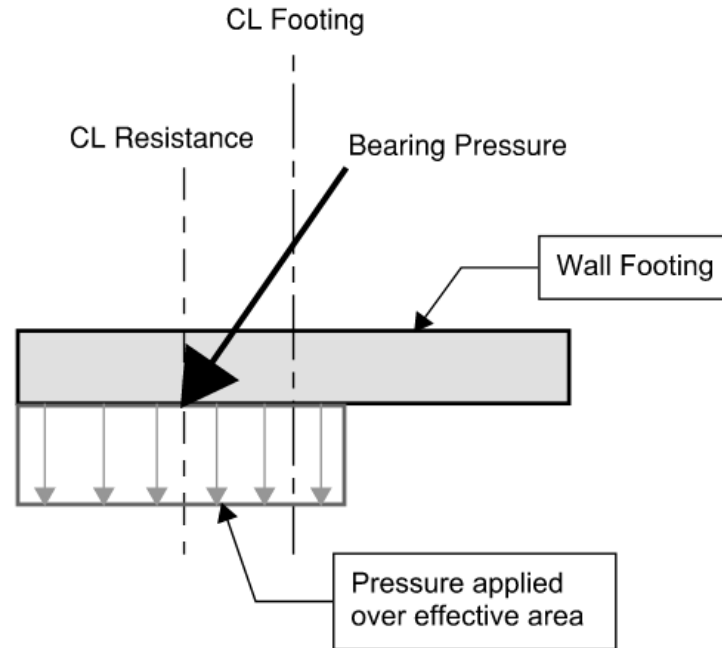 CL Footing
CL Resistance
Bearing Pressure
Wall Footing
Pressure applied
over effective area